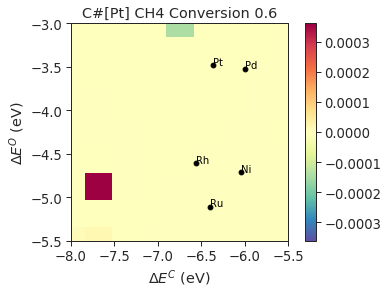 C#[Pt] CH4 Conversion 0.6
−3.0
−3.5
−4.0
−4.5
−5.0
−5.5
ΔE^O (eV)
Pt
Pd
Rh
Ni
Ru
−8.0 −7.5 −7.0 −6.5 −6.0 −5.5
ΔE^C (eV)
0.0003
0.0002
0.0001
0.0000
−0.0001
−0.0002
−0.0003